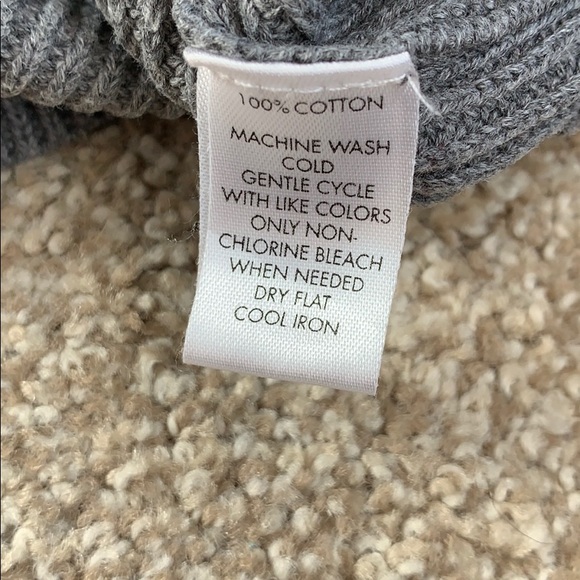 100% COTTON
MACHINE WASH
COLD
GENTLE CYCLE
WITH LIKE COLORS
ONLY NON-
CHLORINE BLEACH
WHEN NEEDED
DRY FLAT
COOL IRON